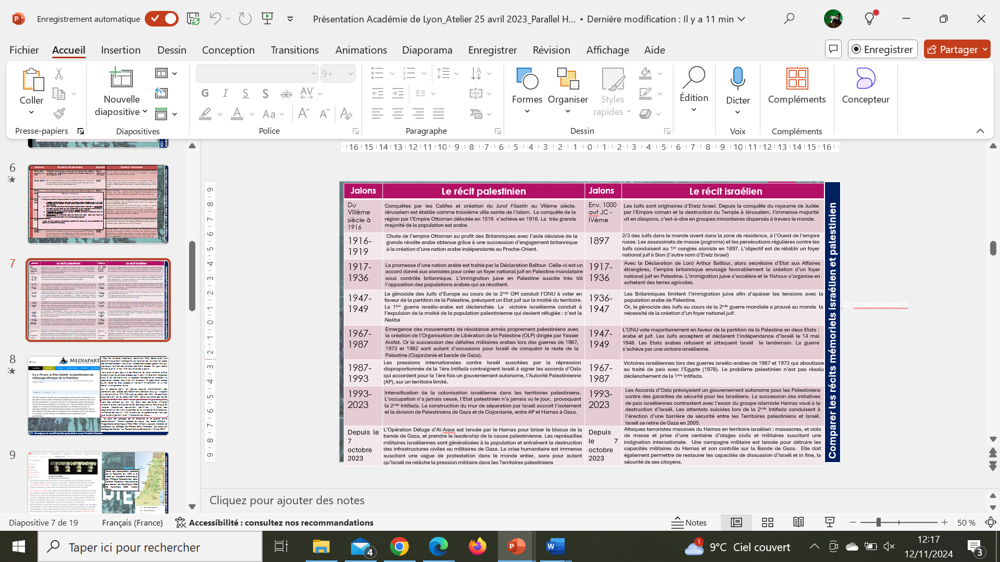 Enregistrement automatique
Présentation Académie de Lyon_Atelier 25 avril 2023_Parallel H... • Dernière modification : Il y a 11 min
Fichier Accueil Insertion Dessin Conception Transitions Animations Diaporama Enregistrer Révision Affichage Aide
Enregistrer
Partager
Coller
Nouvelle
diapositive
9+
G I S S ab AV
A Aa A A A
Formes
Organiser
Styles
rapides
Édition
Dicter
Compléments
Concepteur
Presse-papiers Diapositives Police Paragraphe Dessin Voix Compléments
16 15 14 13 12 11 10 9 8 7 6 5 4 3 2 1 0 1 2 3 4 5 6 7 8 9 10 11 12 13 14 15 16
9 8 7 6 5 4 3 2 1 0 1 2 3 4 5 6 7 8 9
6
7
8
MEDIAPART
Il y a 70 ans, le Plan Daleth: la planification du
nettoyage ethnique de la Palestine
9
Jalons Le récit palestinien Jalons Le récit israélien
Du
VIIIème
siècle à
1916
Conquêtes par les Califes et création du Jund Filastin au VIIème siècle.
Jérusalem est établie comme troisième ville sainte de l'islam. La conquête de la
région par l'Empire Ottoman débutée en 1516 s'achève en 1916. La très grande
majorité de la population est arabe.
Env. 1000
avt JC -
IVème
Les Juifs sont originaires d'Eretz Israel. Depuis la conquête du royaume de Judée
par l'Empire romain et la destruction du Temple à Jérusalem, l'immense majorité
vit en diaspora, c'est-à-dire en groupes minoritaires dispersés à travers le monde.
1916-
1919
Chute de l'empire Ottoman au profit des Britanniques avec l'aide décisive de la
grande révolte arabe obtenue grâce à une succession d'engagement britannique
à la création d'une nation arabe indépendante au Proche-Orient.
1897
2/3 des Juifs dans le monde vivent dans la zone de résidence, à l'Ouest de l'empire
russe. Les assassinats de masse (pogroms) et les persécutions régulières contre les
Juifs conduisent au 1er congrès sioniste en 1897. L'objectif est de rétablir un foyer
national juif à Sion (l'autre nom d'Eretz Israel)
1917-
1936
La promesse d'une nation arabe est trahie par la Déclaration Balfour. Celle-ci est un
accord donné aux sionistes pour créer un foyer national juif en Palestine mandataire
sous contrôle britannique. L'immigration juive en Palestine suscite très tôt
l'opposition des populations arabes qui se révoltent.
1917-
1936
Avec la Déclaration de Lord Arthur Balfour, alors secrétaire d'Etat aux Affaires
étrangères, l'empire britannique envisage favorablement la création d'un foyer
national juif en Palestine. L'immigration juive s'accélère et le Yishouv s'organise en
achetant des terres agricoles.
1947-
1949
Le génocide des Juifs d'Europe au cours de la 2nde GM conduit l'ONU à voter en
faveur de la partition de la Palestine, prévoyant un Etat juif sur la moitié du territoire.
La 1ère guerre israélo-arabe est déclenchée. La victoire israélienne conduit à
l'expulsion de la moitié de la population palestinienne qui devient réfugiée : c'est la
Nakba
1936-
1947
Les Britanniques limitent l'immigration juive afin d'apaiser les tensions avec la
population arabe de Palestine.
Or, le génocide des Juifs au cours de la 2nde guerre mondiale a prouvé au monde la
nécessité de la création d'un foyer national juif.
1967-
1987
Emergence des mouvements de résistance armés proprement palestiniens avec
la création de l'Organisation de Libération de la Palestine (OLP) dirigée par Yasser
Arafat. Or la succession des défaites militaires arabes lors des guerres de 1967,
1973 et 1982 sont autant d'occasions pour Israël de conquérir le reste de la
Palestine (Cisjordanie et bande de Gaza).
1947-
1949
L'ONU vote majoritairement en faveur de la partition de la Palestine en deux Etats :
arabe et juif. Les Juifs acceptent et déclarent l'indépendance d'Israël le 14 mai
1948. Les Etats arabes refusent et attaquent Israël le lendemain. La guerre
s'achève par une victoire israélienne.
1987-
1993
Les pressions internationales contre Israël suscitées par la répression
disproportionnée de la 1ère Intifada contraignent Israël à signer les accords d'Oslo
qui accordent pour la 1ère fois un gouvernement autonome, l'Autorité Palestinienne
(AP), sur un territoire limité.
1967-
1987
Victoires israéliennes lors des guerres israélo-arabes de 1967 et 1973 qui aboutissen
au traité de paix avec l'Egypte (1978). Le problème palestinien n'est pas résolu
déclenchement de la 1ère Intifada.
1993-
2023
Intensification de la colonisation israélienne dans les territoires palestiniens.
L'occupation n'a jamais cessé, l'Etat palestinien n'a jamais vu le jour, provoquant
la 2nde Intifada. La construction du mur de séparation par Israël accroit l'isolement
et la division de Palestiniens de Gaza et de Cisjordanie, entre AP et Hamas à Gaza.
1993-
2023
Les Accords d'Oslo prévoyaient un gouvernement autonome pour les Palestiniens
contre des garanties de sécurité pour les Israéliens. La succession des initiatives
de paix israéliennes contrastent avec l'essor du groupe islamiste Hamas voué à la
destruction d'Israël. Les attentats suicides lors de la 2nde Intifada conduisent à
l'érection d'une barrière de sécurité entre les Territoires palestiniens et Israël.
Israël se retire de Gaza en 2005.
Depuis le
7
octobre
2023
L'Opération Déluge d'Al-Aqsa est lancée par le Hamas pour briser le blocus de la
bande de Gaza, et prendre le leadership de la cause palestinienne. Les représailles
militaires israéliennes sont généralisées à la population et entraînent la destruction
des infrastructures civiles ou militaires de Gaza. La crise humanitaire est immense
suscitant une vague de protestation dans le monde entier, sans pour autant
qu'Israël ne relâche la pression militaire dans les Territoires palestiniens
Depuis
le 7
octobre
2023
Attaques terroristes massives du Hamas en territoire israélien : massacres, et viols
de masse et prise d'une centaine d'otages civils et militaires suscitant une
indignation internationale. Une campagne militaire est lancée pour détruire les
capacités militaires du Hamas et son contrôle sur la Bande de Gaza. Elle doit
également permettre de restaurer les capacités de dissuasion d'Israël et in fine, la
sécurité de ses citoyens.
Comparer les récits mémoriels israélien et palestinien
ET CONCURRENTS
Cliquez pour ajouter des notes
Diapositive 7 de 19 Français (France) Accessibilité : consultez nos recommandations Notes 50 %
Taper ici pour rechercher
4
1
9°C Ciel couvert
12:17
12/11/2024
3